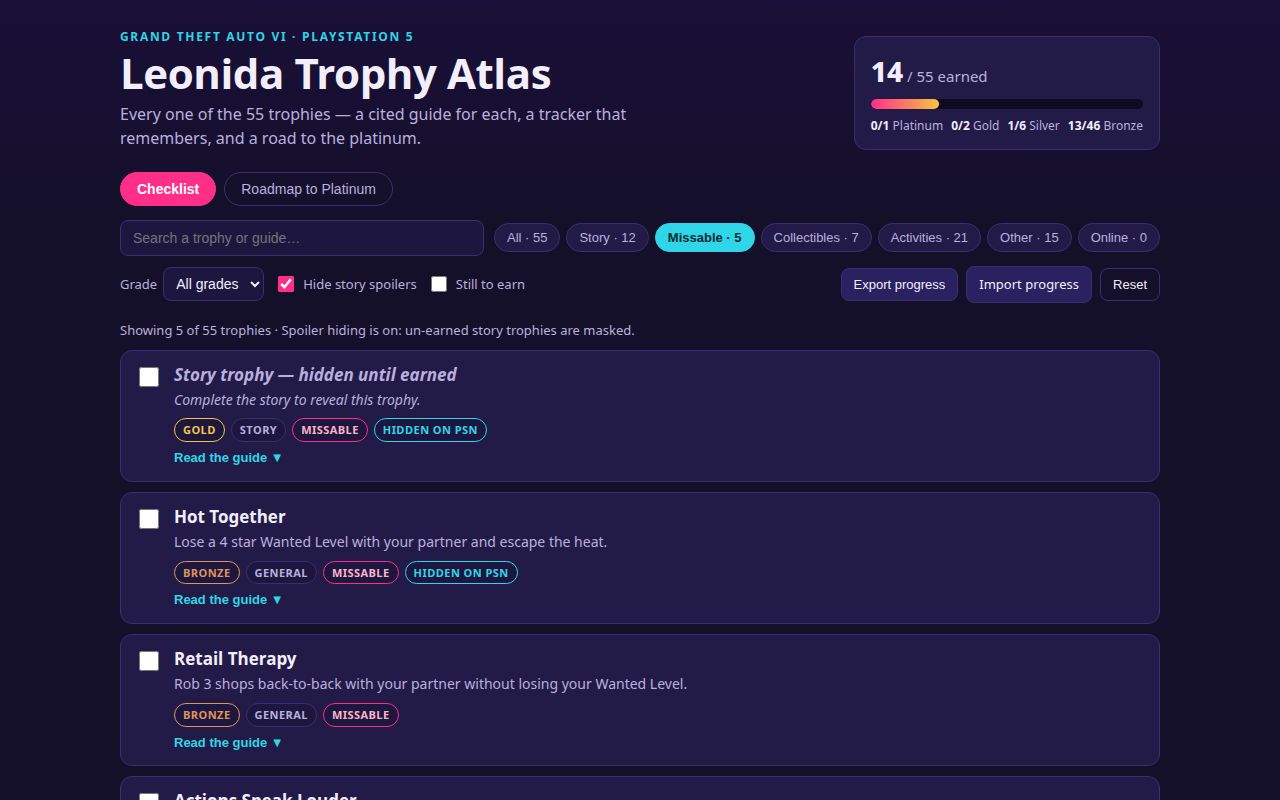 GRAND THEFT AUTO VI · PLAYSTATION 5
Leonida Trophy Atlas
Every one of the 55 trophies — a cited guide for each, a tracker that
remembers, and a road to the platinum.
14 / 55 earned
0/1 Platinum 0/2 Gold 1/6 Silver 13/46 Bronze
Checklist
Roadmap to Platinum
Search a trophy or guide…
All · 55
Story · 12
Missable · 5
Collectibles · 7
Activities · 21
Other · 15
Online · 0
Grade
All grades
Hide story spoilers
Still to earn
Export progress
Import progress
Reset
Showing 5 of 55 trophies · Spoiler hiding is on: un-earned story trophies are masked.
Story trophy — hidden until earned
Complete the story to reveal this trophy.
GOLD STORY MISSABLE HIDDEN ON PSN
Read the guide ▼
Hot Together
Lose a 4 star Wanted Level with your partner and escape the heat.
BRONZE GENERAL MISSABLE HIDDEN ON PSN
Read the guide ▼
Retail Therapy
Rob 3 shops back-to-back with your partner without losing your Wanted Level.
BRONZE GENERAL MISSABLE
Read the guide ▼
Actions Speak Louder